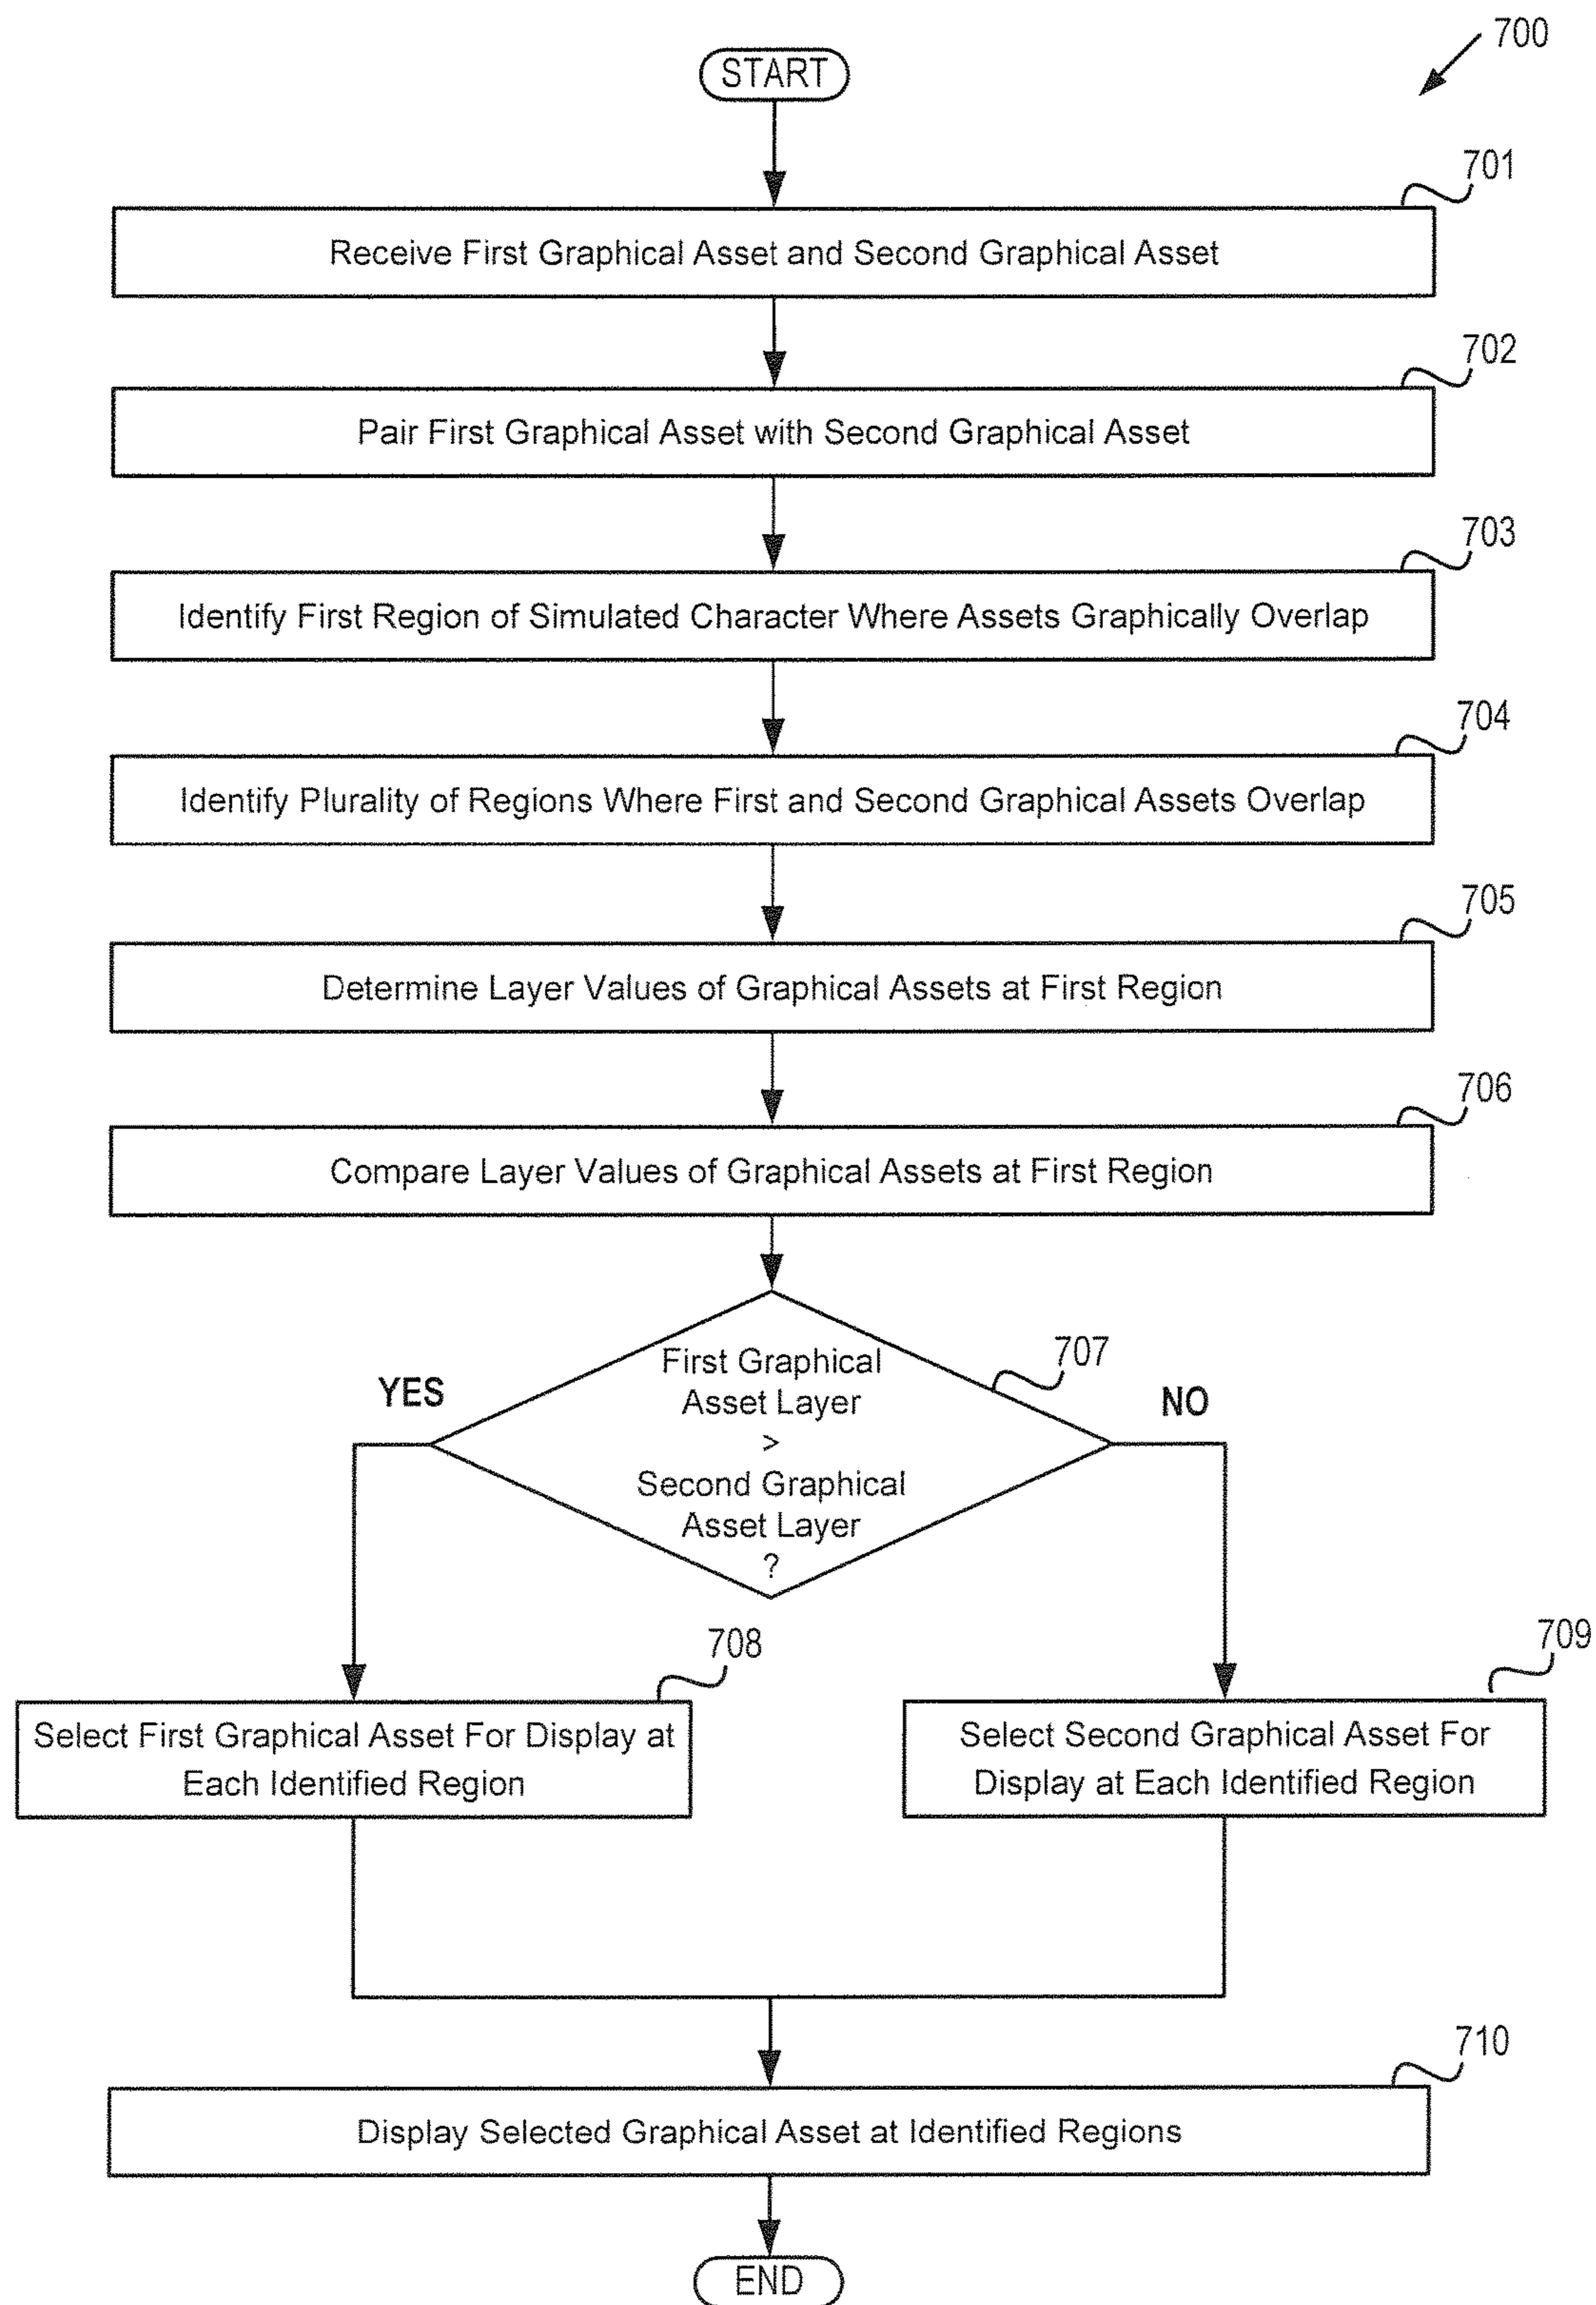 700
START
701
Receive First Graphical Asset and Second Graphical Asset
702
Pair First Graphical Asset with Second Graphical Asset
703
Identify First Region of Simulated Character Where Assets Graphically Overlap
704
Identify Plurality of Regions Where First and Second Graphical Assets Overlap
705
Determine Layer Values of Graphical Assets at First Region
706
Compare Layer Values of Graphical Assets at First Region
707
First Graphical
Asset Layer
>
Second Graphical
Asset Layer
?
YES
NO
708
Select First Graphical Asset For Display at
Each Identified Region
709
Select Second Graphical Asset For
Display at Each Identified Region
710
Display Selected Graphical Asset at Identified Regions
END